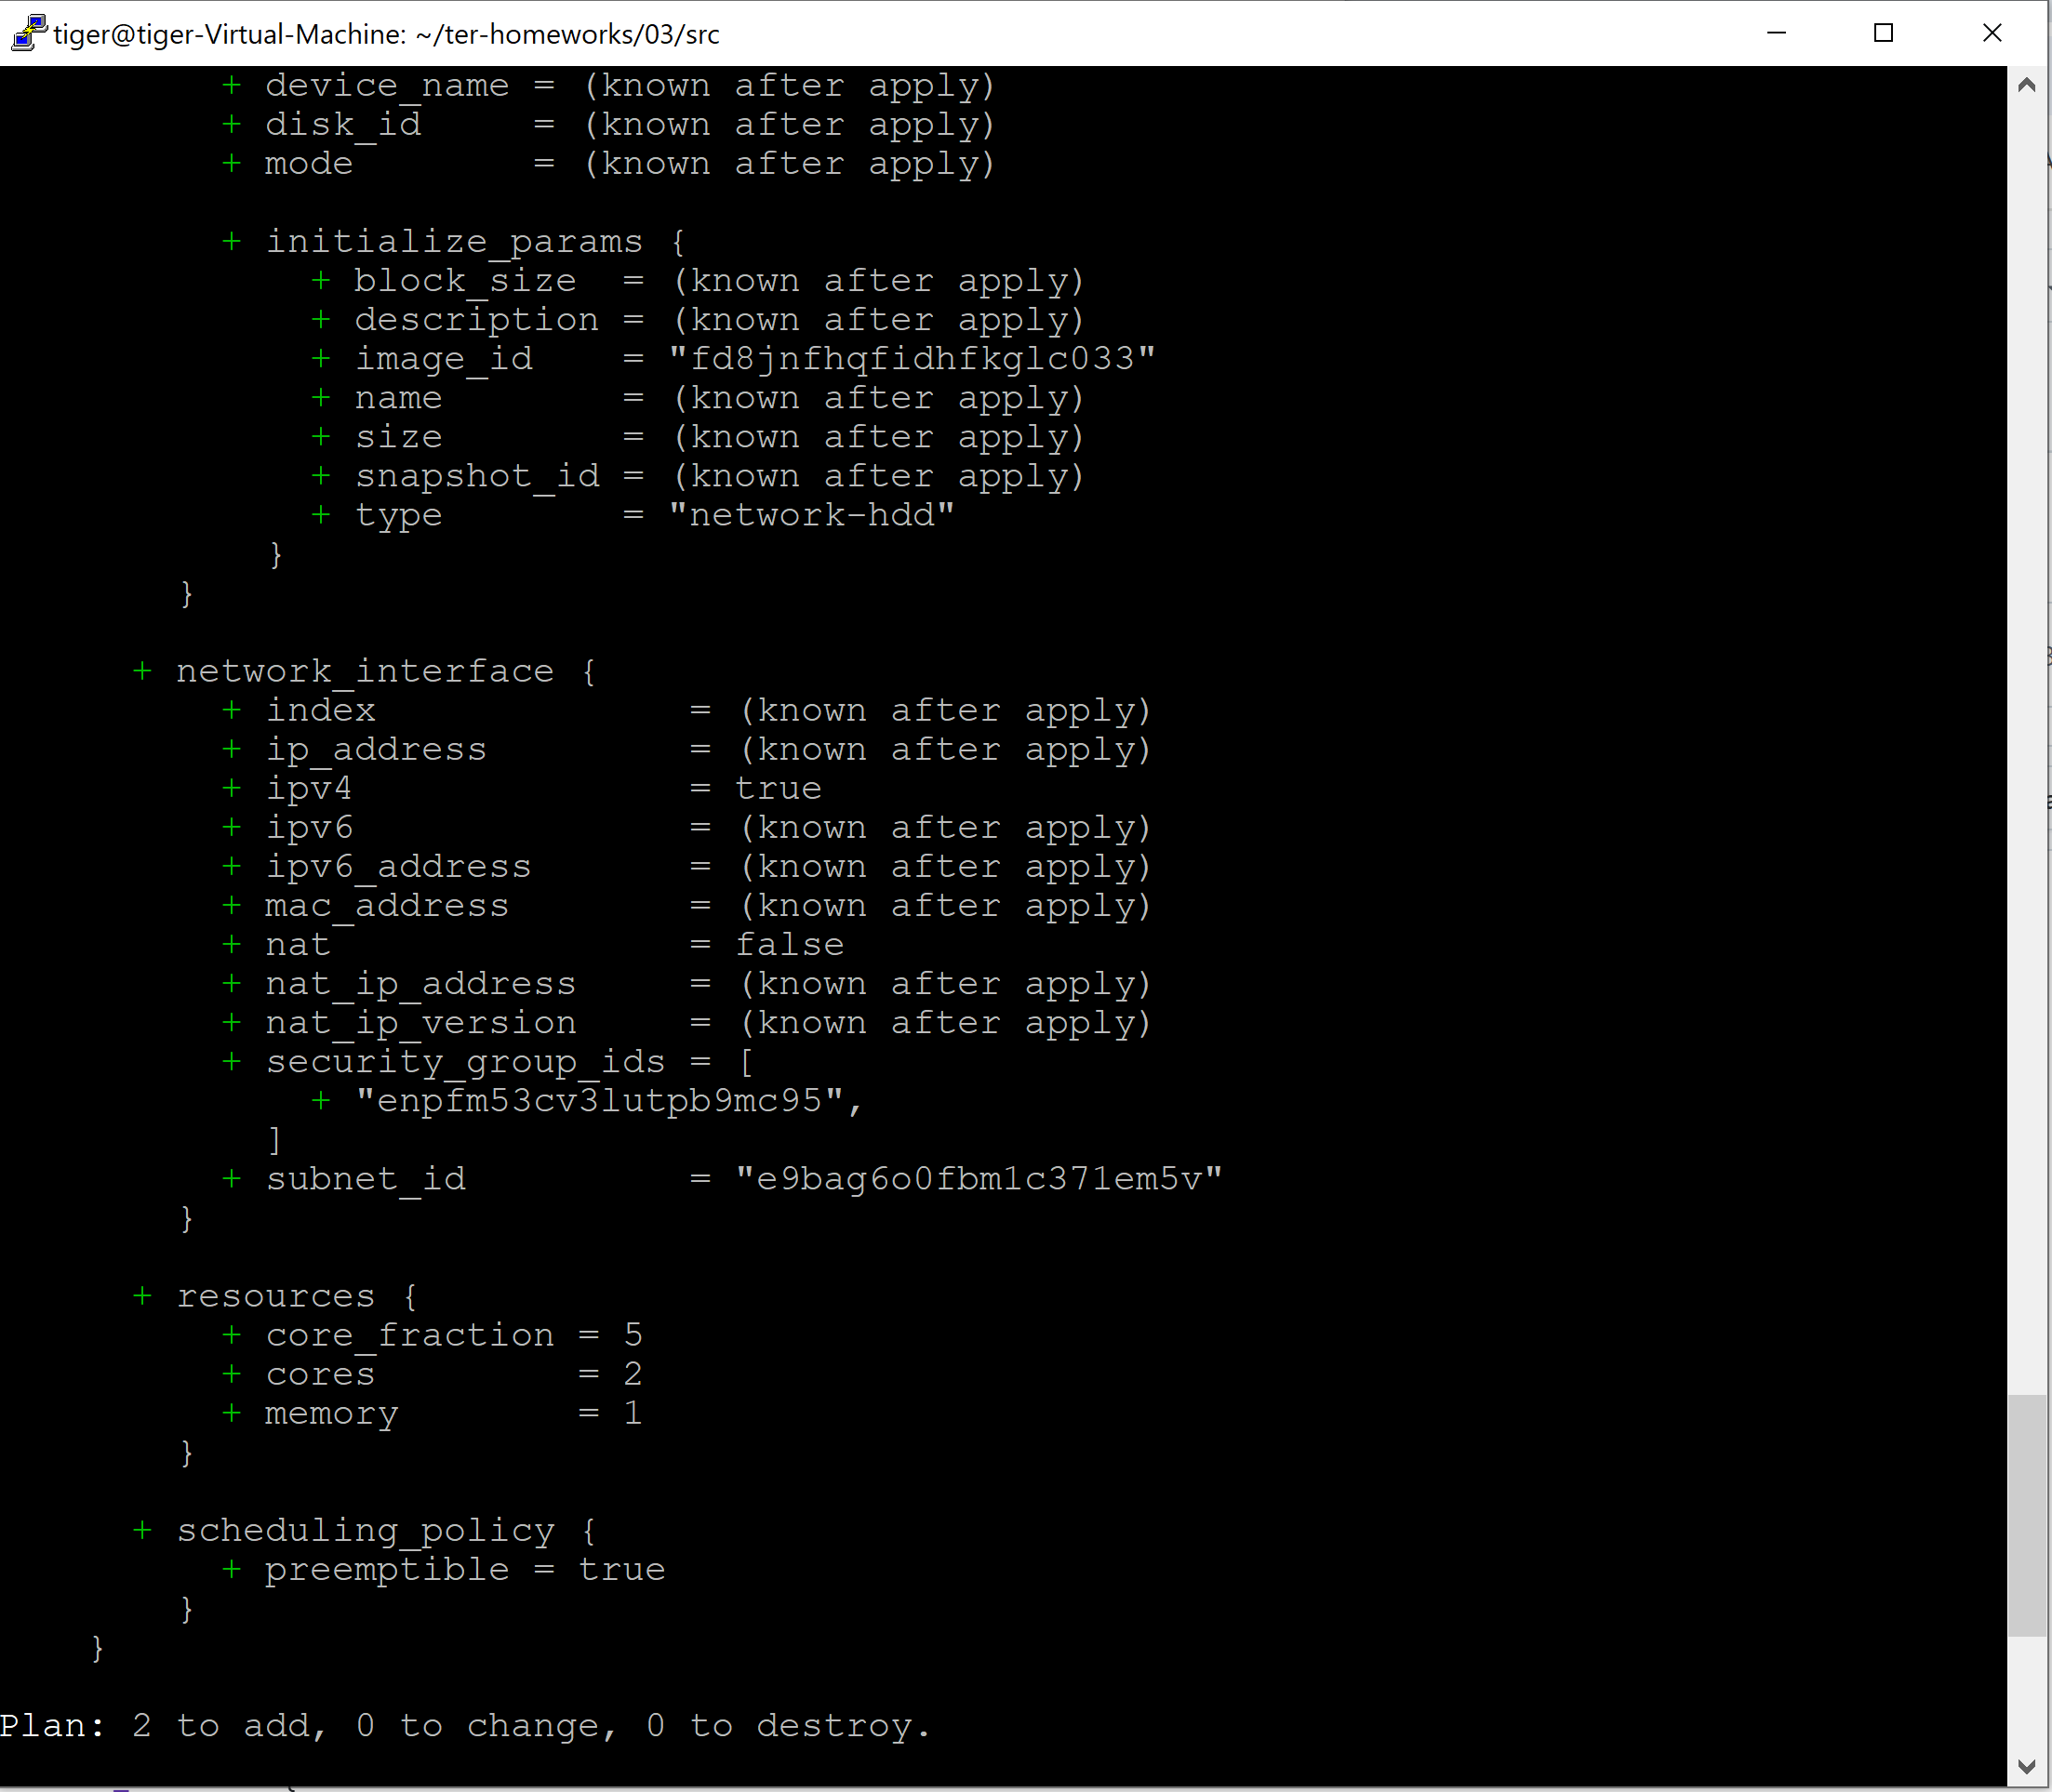 tiger@tiger-Virtual-Machine: ~/ter-homeworks/03/src
+ device_name = (known after apply)
+ disk_id     = (known after apply)
+ mode        = (known after apply)

+ initialize_params {
+ block_size  = (known after apply)
+ description = (known after apply)
+ image_id    = "fd8jnfhqfidhfkglc033"
+ name        = (known after apply)
+ size        = (known after apply)
+ snapshot_id = (known after apply)
+ type        = "network-hdd"
}
}

+ network_interface {
+ index              = (known after apply)
+ ip_address         = (known after apply)
+ ipv4               = true
+ ipv6               = (known after apply)
+ ipv6_address       = (known after apply)
+ mac_address        = (known after apply)
+ nat                = false
+ nat_ip_address     = (known after apply)
+ nat_ip_version     = (known after apply)
+ security_group_ids = [
+ "enpfm53cv3lutpb9mc95",
]
+ subnet_id          = "e9bag6o0fbm1c371em5v"
}

+ resources {
+ core_fraction = 5
+ cores         = 2
+ memory        = 1
}

+ scheduling_policy {
+ preemptible = true
}
}

Plan: 2 to add, 0 to change, 0 to destroy.